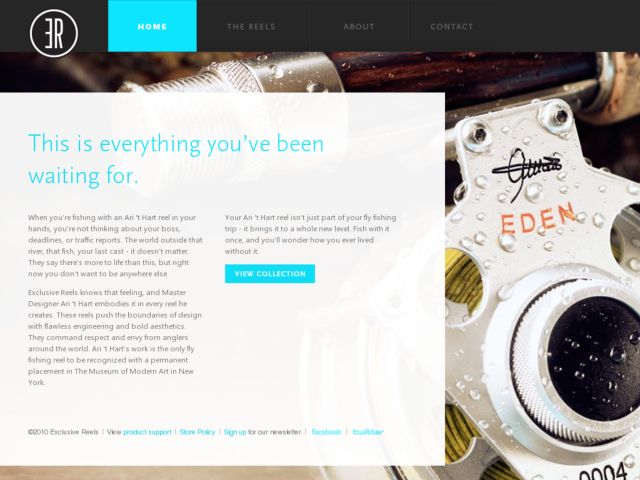 ER
HOME
THE REELS
ABOUT
CONTACT
This is everything you've been
waiting for.
When you're fishing with an Ari 't Hart reel in your
hands, you're not thinking about your boss,
deadlines, or traffic reports. The world outside that
river, that fish, your last cast - it doesn't matter.
They say there's more to life than this, but right
now you don't want to be anywhere else.
Exclusive Reels knows that feeling, and Master
Designer Ari 't Hart embodies it in every reel he
creates. These reels push the boundaries of design
with flawless engineering and bold aesthetics.
They command respect and envy from anglers
around the world. Ari 't Hart's work is the only fly
fishing reel to be recognized with a permanent
placement in The Museum of Modern Art in New
York.
Your Ari 't Hart reel isn't just part of your fly fishing
trip - it brings it to a whole new level. Fish with it
once, and you'll wonder how you ever lived
without it.
VIEW COLLECTION
©2010 Exclusive Reels | View product support | Store Policy | Sign up for our newsletter | facebook | twitter
EDEN
0004